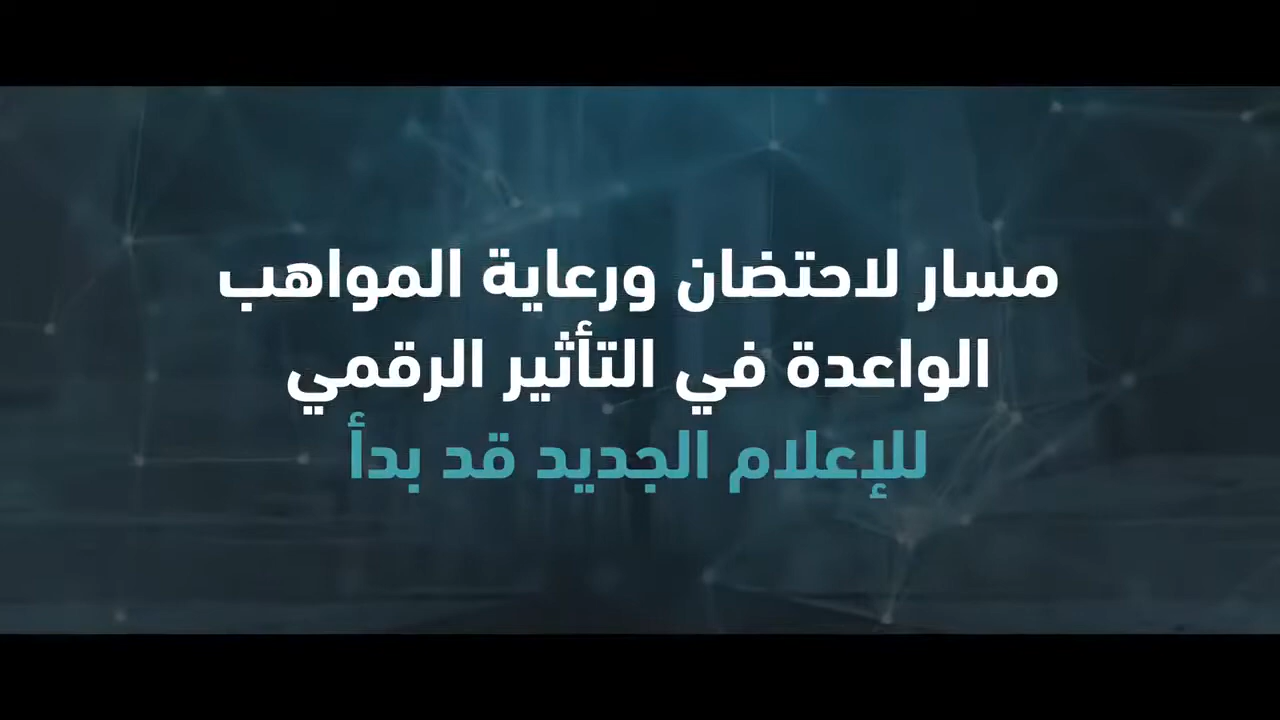 مسار لاحتضان ورعاية المواهب
الواعدة في التأثير الرقمي
للإعلام الجديد قد بدأ